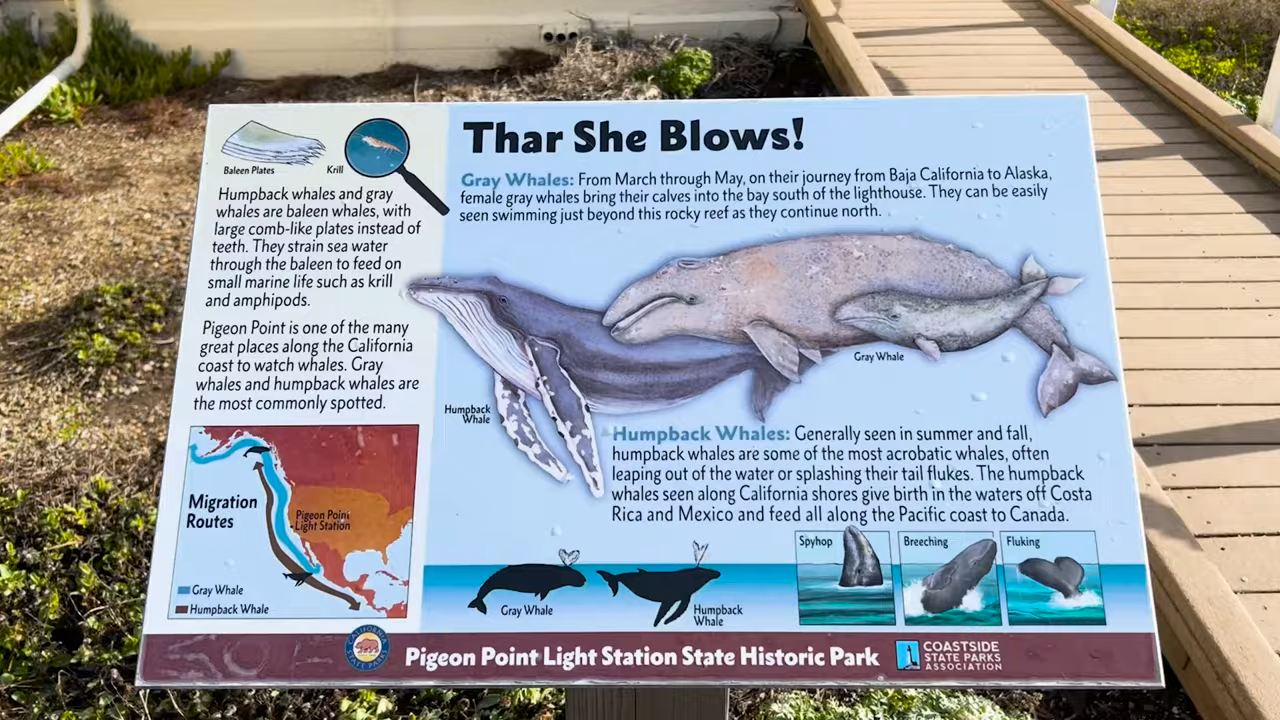 Thar She Blows!
Baleen Plates
Krill
Humpback whales and gray
whales are baleen whales, with
large comb-like plates instead of
teeth. They strain sea water
through the baleen to feed on
small marine life such as krill
and amphipods.
Pigeon Point is one of the many
great places along the California
coast to watch whales. Gray
whales and humpback whales are
the most commonly spotted.
Migration
Routes
Pigeon Point
Light Station
Gray Whale
Humpback Whale
Gray Whales: From March through May, on their journey from Baja California to Alaska,
female gray whales bring their calves into the bay south of the lighthouse. They can be easily
seen swimming just beyond this rocky reef as they continue north.
Gray Whale
Humpback
Whale
Humpback Whales: Generally seen in summer and fall,
humpback whales are some of the most acrobatic whales, often
leaping out of the water or splashing their tail flukes. The humpback
whales seen along California shores give birth in the waters off Costa
Rica and Mexico and feed all along the Pacific coast to Canada.
Gray Whale
Humpback
Whale
Spyhop
Breeching
Fluking
CALIFORNIA
STATE PARKS
Pigeon Point Light Station State Historic Park
COASTSIDE
STATE PARKS
ASSOCIATION